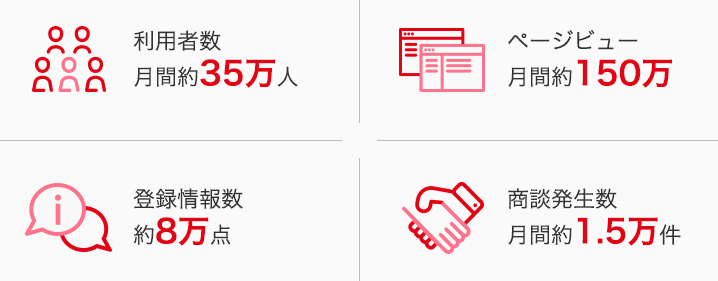 利用者数
月間約35万人
ページビュー
月間約150万
i
登録情報数
約8万点
商談発生数
月間約1.5万件